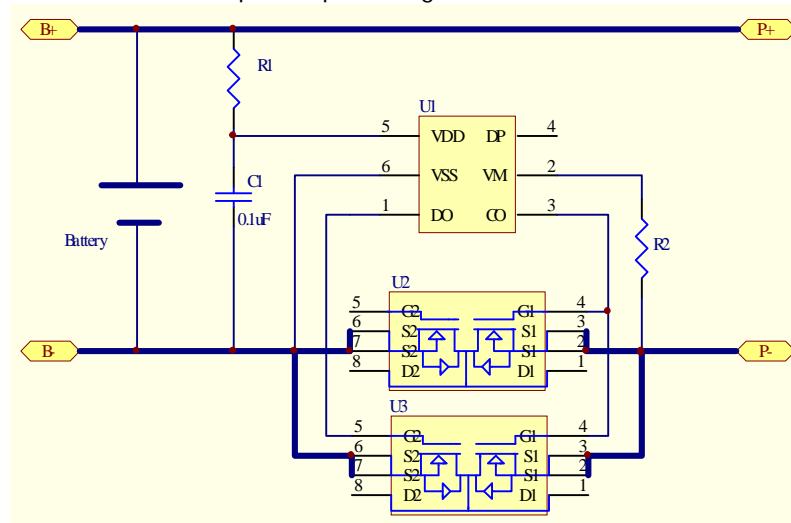 B+ P+
R1
U1
5 VDD DP 4
6 VSS VM 2
1 DO CO 3
C1
0.1uF
R2
Battery
U2
5 G2 G1 4
6 S2 S1 3
7 S2 S1 2
8 D2 D1 1
B- P-
U3
5 G2 G1 4
6 S2 S1 3
7 S2 S1 2
8 D2 D1 1